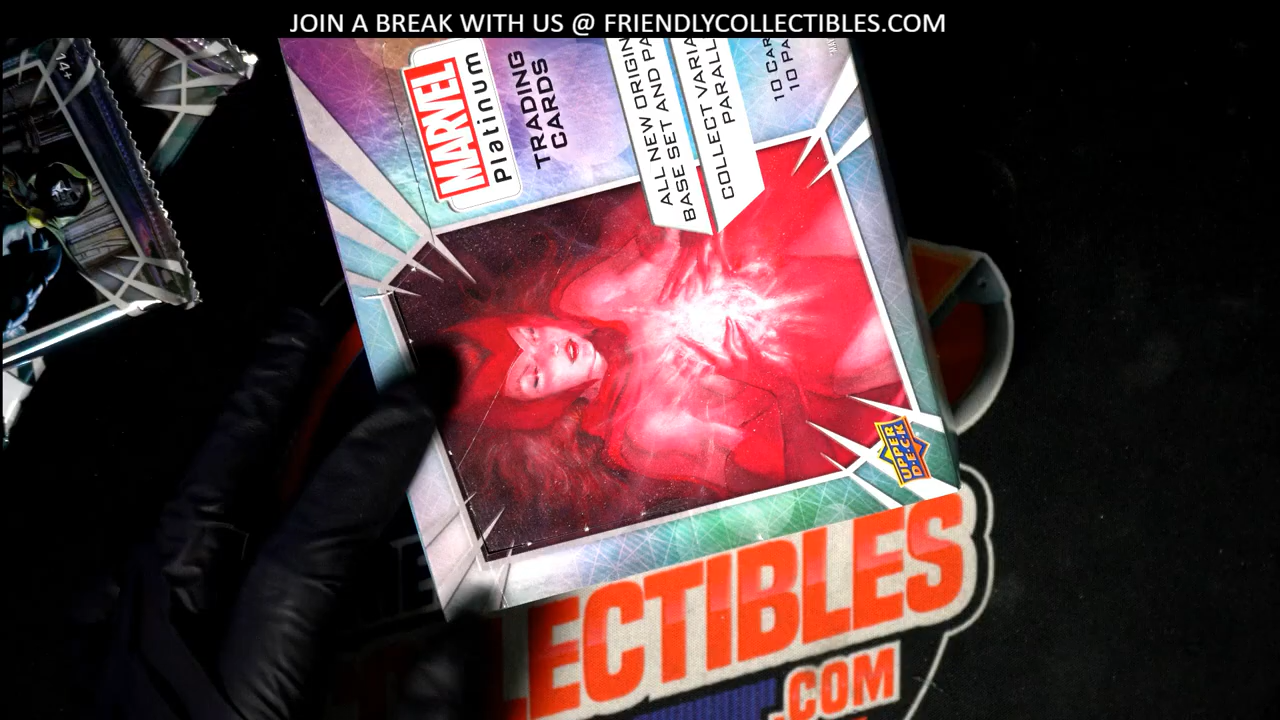 JOIN A BREAK WITH US @ FRIENDLYCOLLECTIBLES.COM
14+
MARVEL
Platinum
TRADING
CARDS
ALL NEW ORIGIN
BASE SET AND PA
COLLECT VARIA
PARALL
10 CAR
10 PA
UPPER
DECK
LECTIBLES
.COM